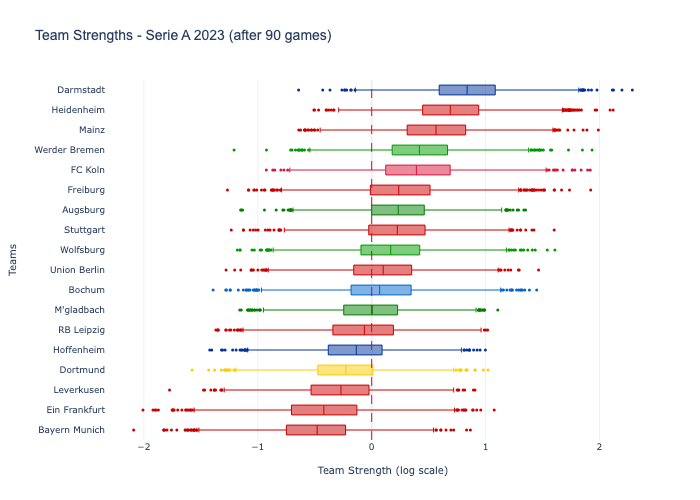 Team Strengths - Serie A 2023 (after 90 games)
Teams
Darmstadt
Heidenheim
Mainz
Werder Bremen
FC Koln
Freiburg
Augsburg
Stuttgart
Wolfsburg
Union Berlin
Bochum
M'gladbach
RB Leipzig
Hoffenheim
Dortmund
Leverkusen
Ein Frankfurt
Bayern Munich
−2 −1 0 1 2
Team Strength (log scale)